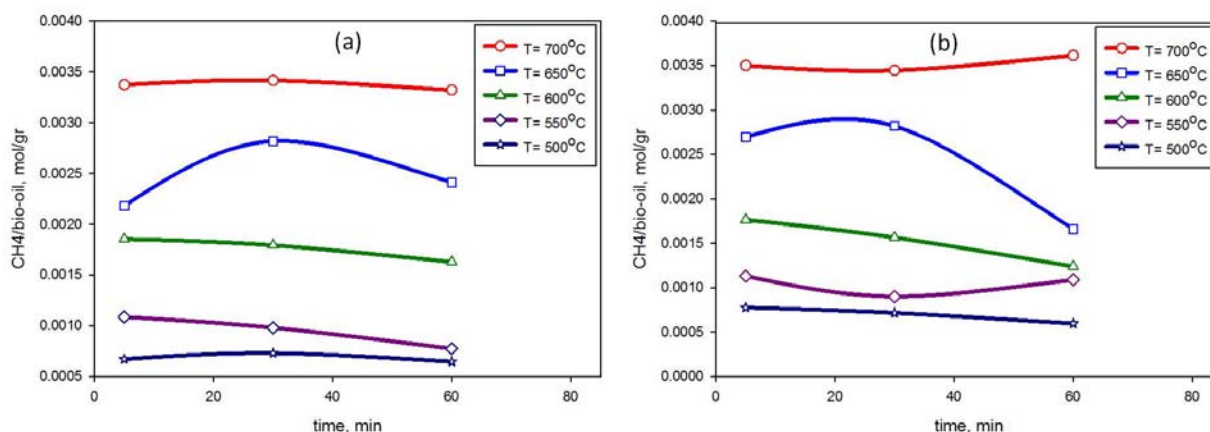 (a)
CH4/bio-oil, mol/gr
0.0040
0.0035
0.0030
0.0025
0.0020
0.0015
0.0010
0.0005
0
20
40
60
80
time, min
T= 700°C
T= 650°C
T= 600°C
T= 550°C
T= 500°C
(b)
CH4/bio-oil, mol/gr
0.0040
0.0035
0.0030
0.0025
0.0020
0.0015
0.0010
0.0005
0.0000
0
20
40
60
80
time, min
T= 700°C
T= 650°C
T= 600°C
T= 550°C
T= 500°C